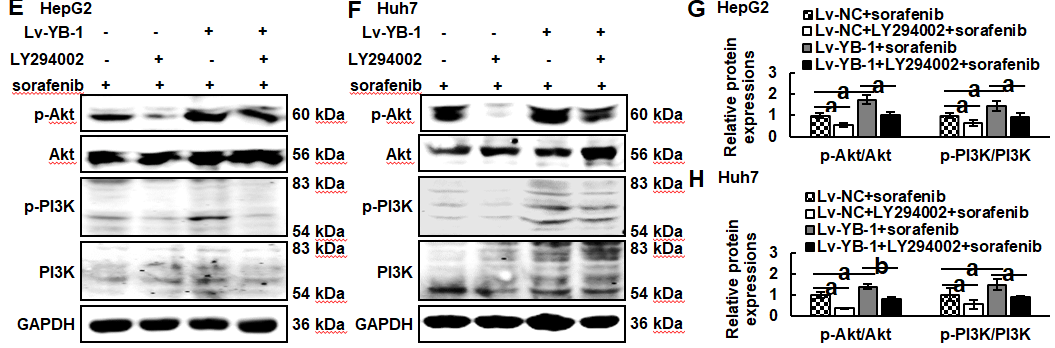 E HepG2
Lv-YB-1 - - + +
LY294002 - + - +
sorafenib + + + +
p-Akt 60 kDa
Akt 56 kDa
83 kDa
p-PI3K
54 kDa
83 kDa
PI3K
54 kDa
GAPDH 36 kDa
F Huh7
Lv-YB-1 - - + +
LY294002 - + - +
sorafenib + + + +
p-Akt 60 kDa
Akt 56 kDa
83 kDa
p-PI3K
54 kDa
83 kDa
PI3K
54 kDa
GAPDH 36 kDa
G HepG2
Lv-NC+sorafenib
Lv-NC+LY294002+sorafenib
Lv-YB-1+sorafenib
Lv-YB-1+LY294002+sorafenib
Relative protein
expressions
3
2
1
0
a a a a
a a
p-Akt/Akt p-PI3K/PI3K
H Huh7
Lv-NC+sorafenib
Lv-NC+LY294002+sorafenib
Lv-YB-1+sorafenib
Lv-YB-1+LY294002+sorafenib
Relative protein
expressions
3
2
1
0
a b a a
a a
p-Akt/Akt p-PI3K/PI3K